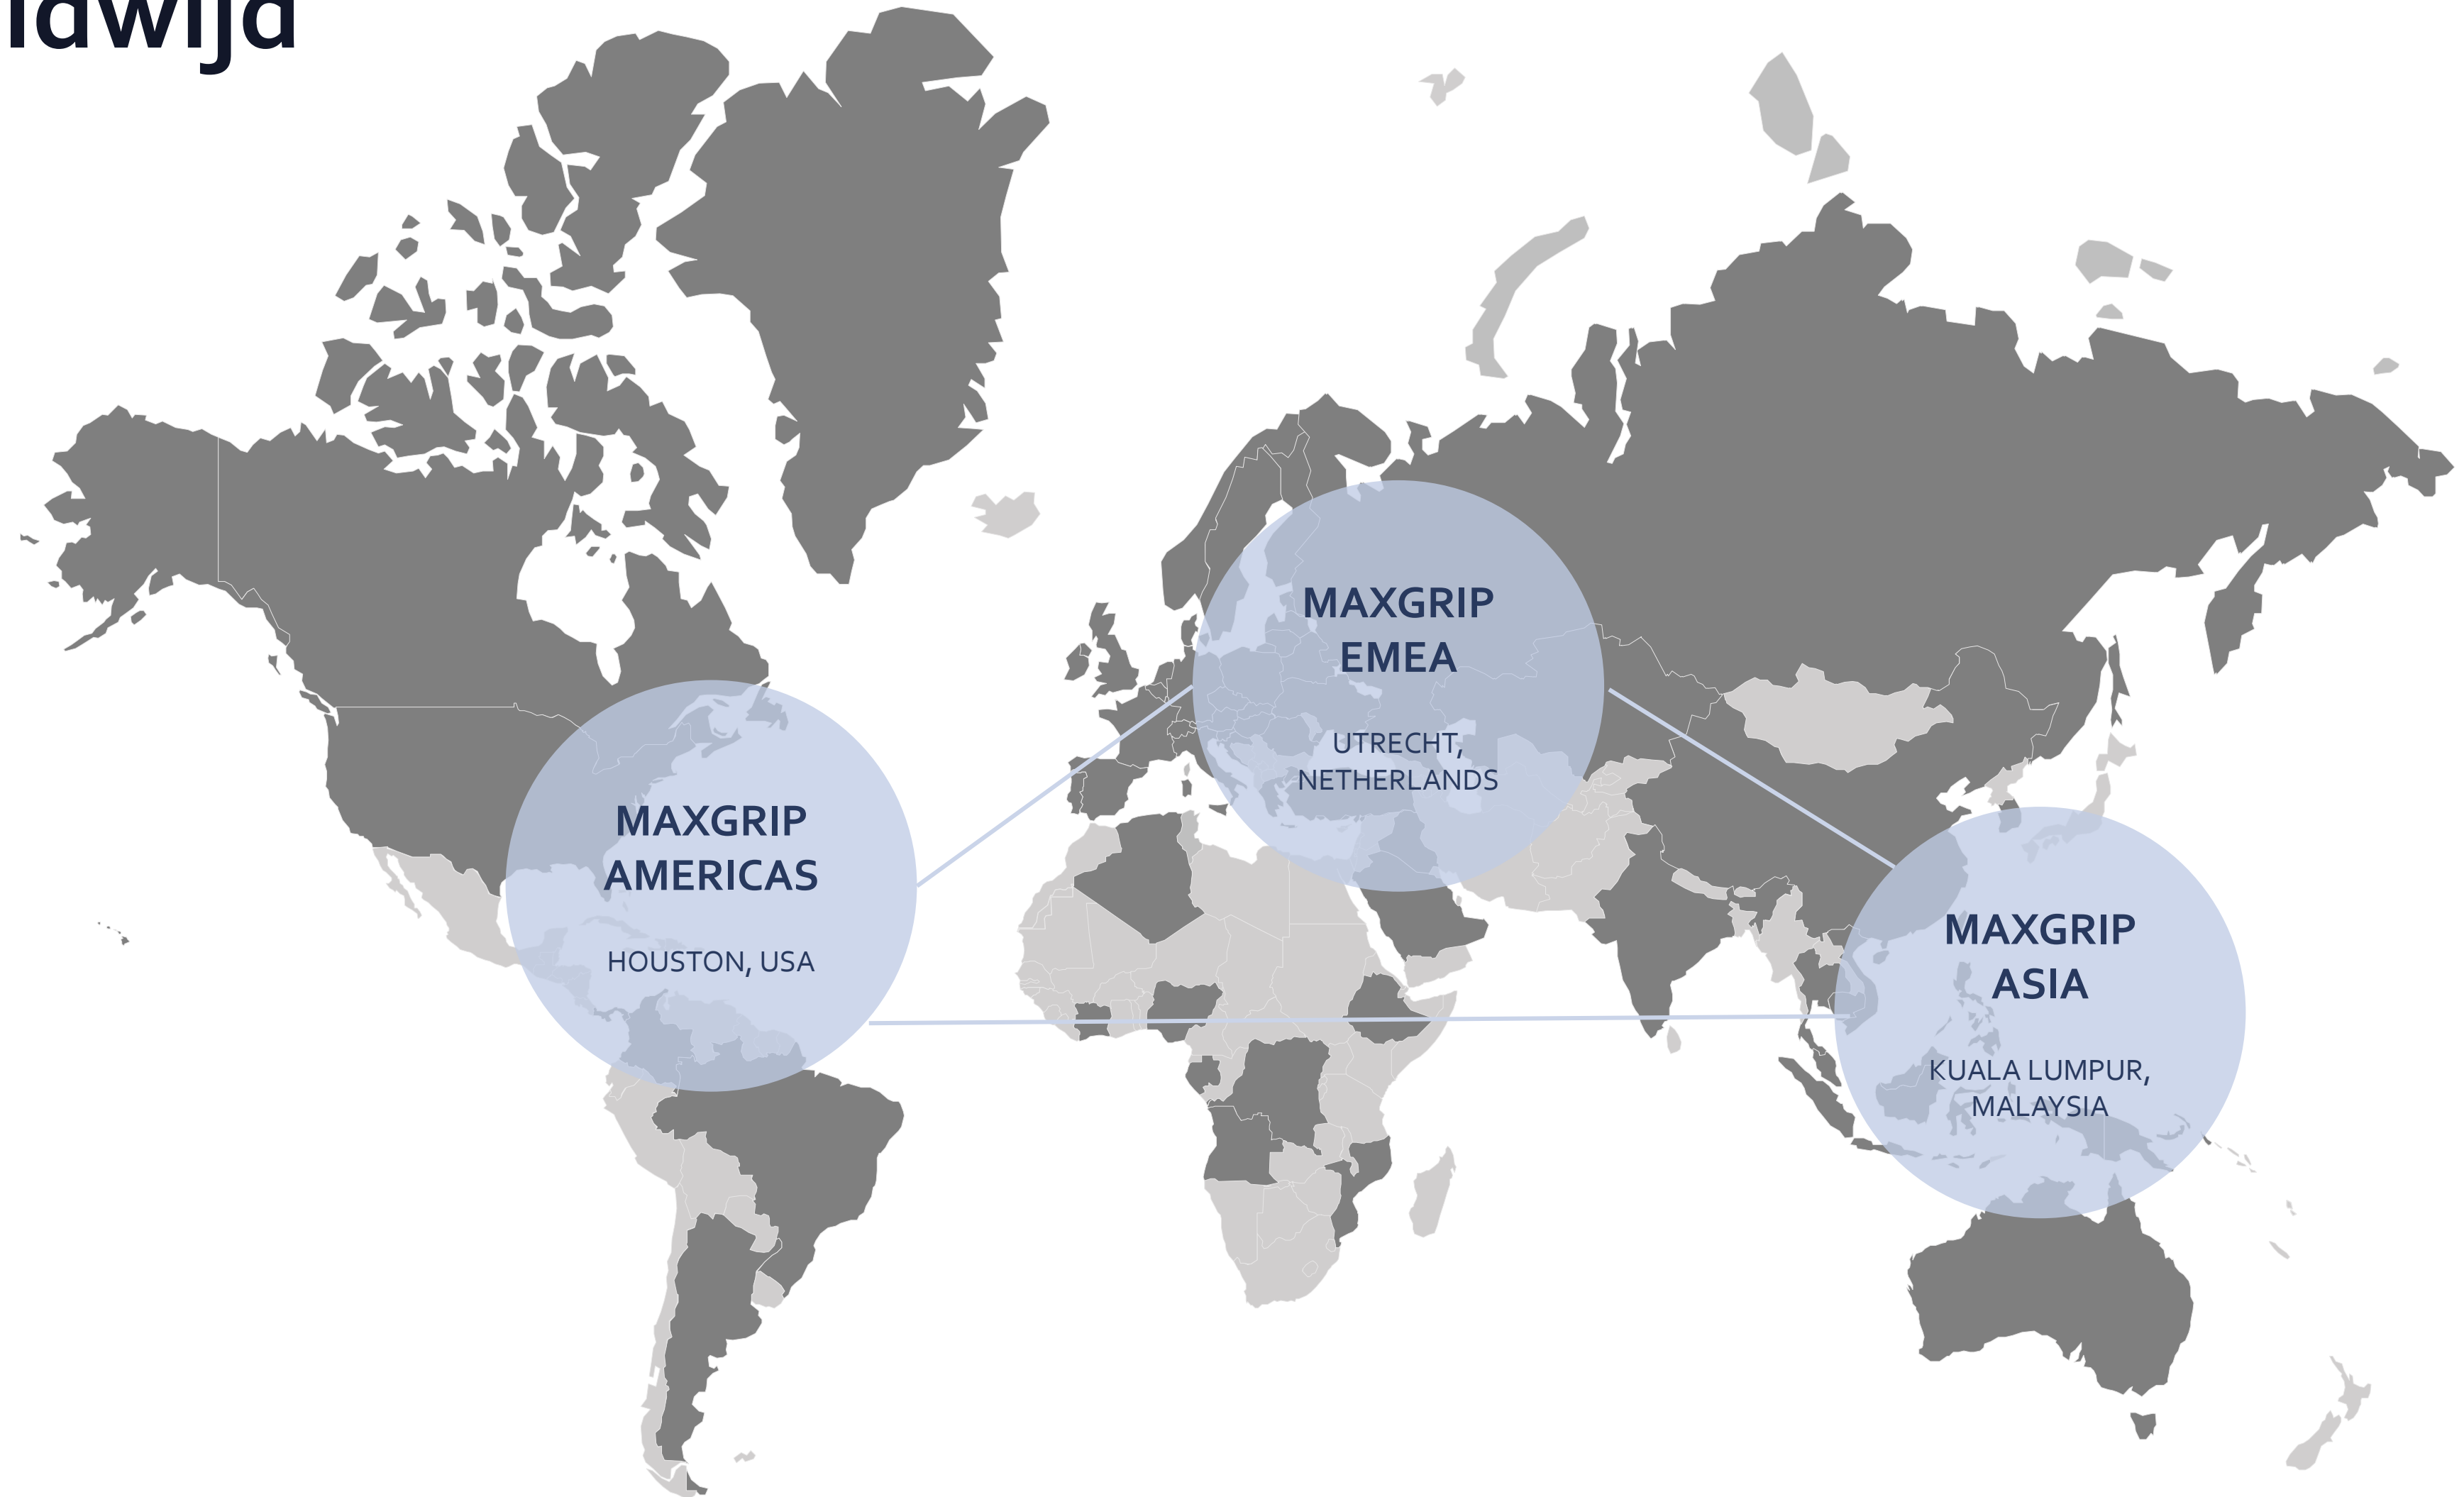 MAXGRIP
EMEA
UTRECHT,
NETHERLANDS
MAXGRIP
AMERICAS
HOUSTON, USA
MAXGRIP
ASIA
KUALA LUMPUR,
MALAYSIA